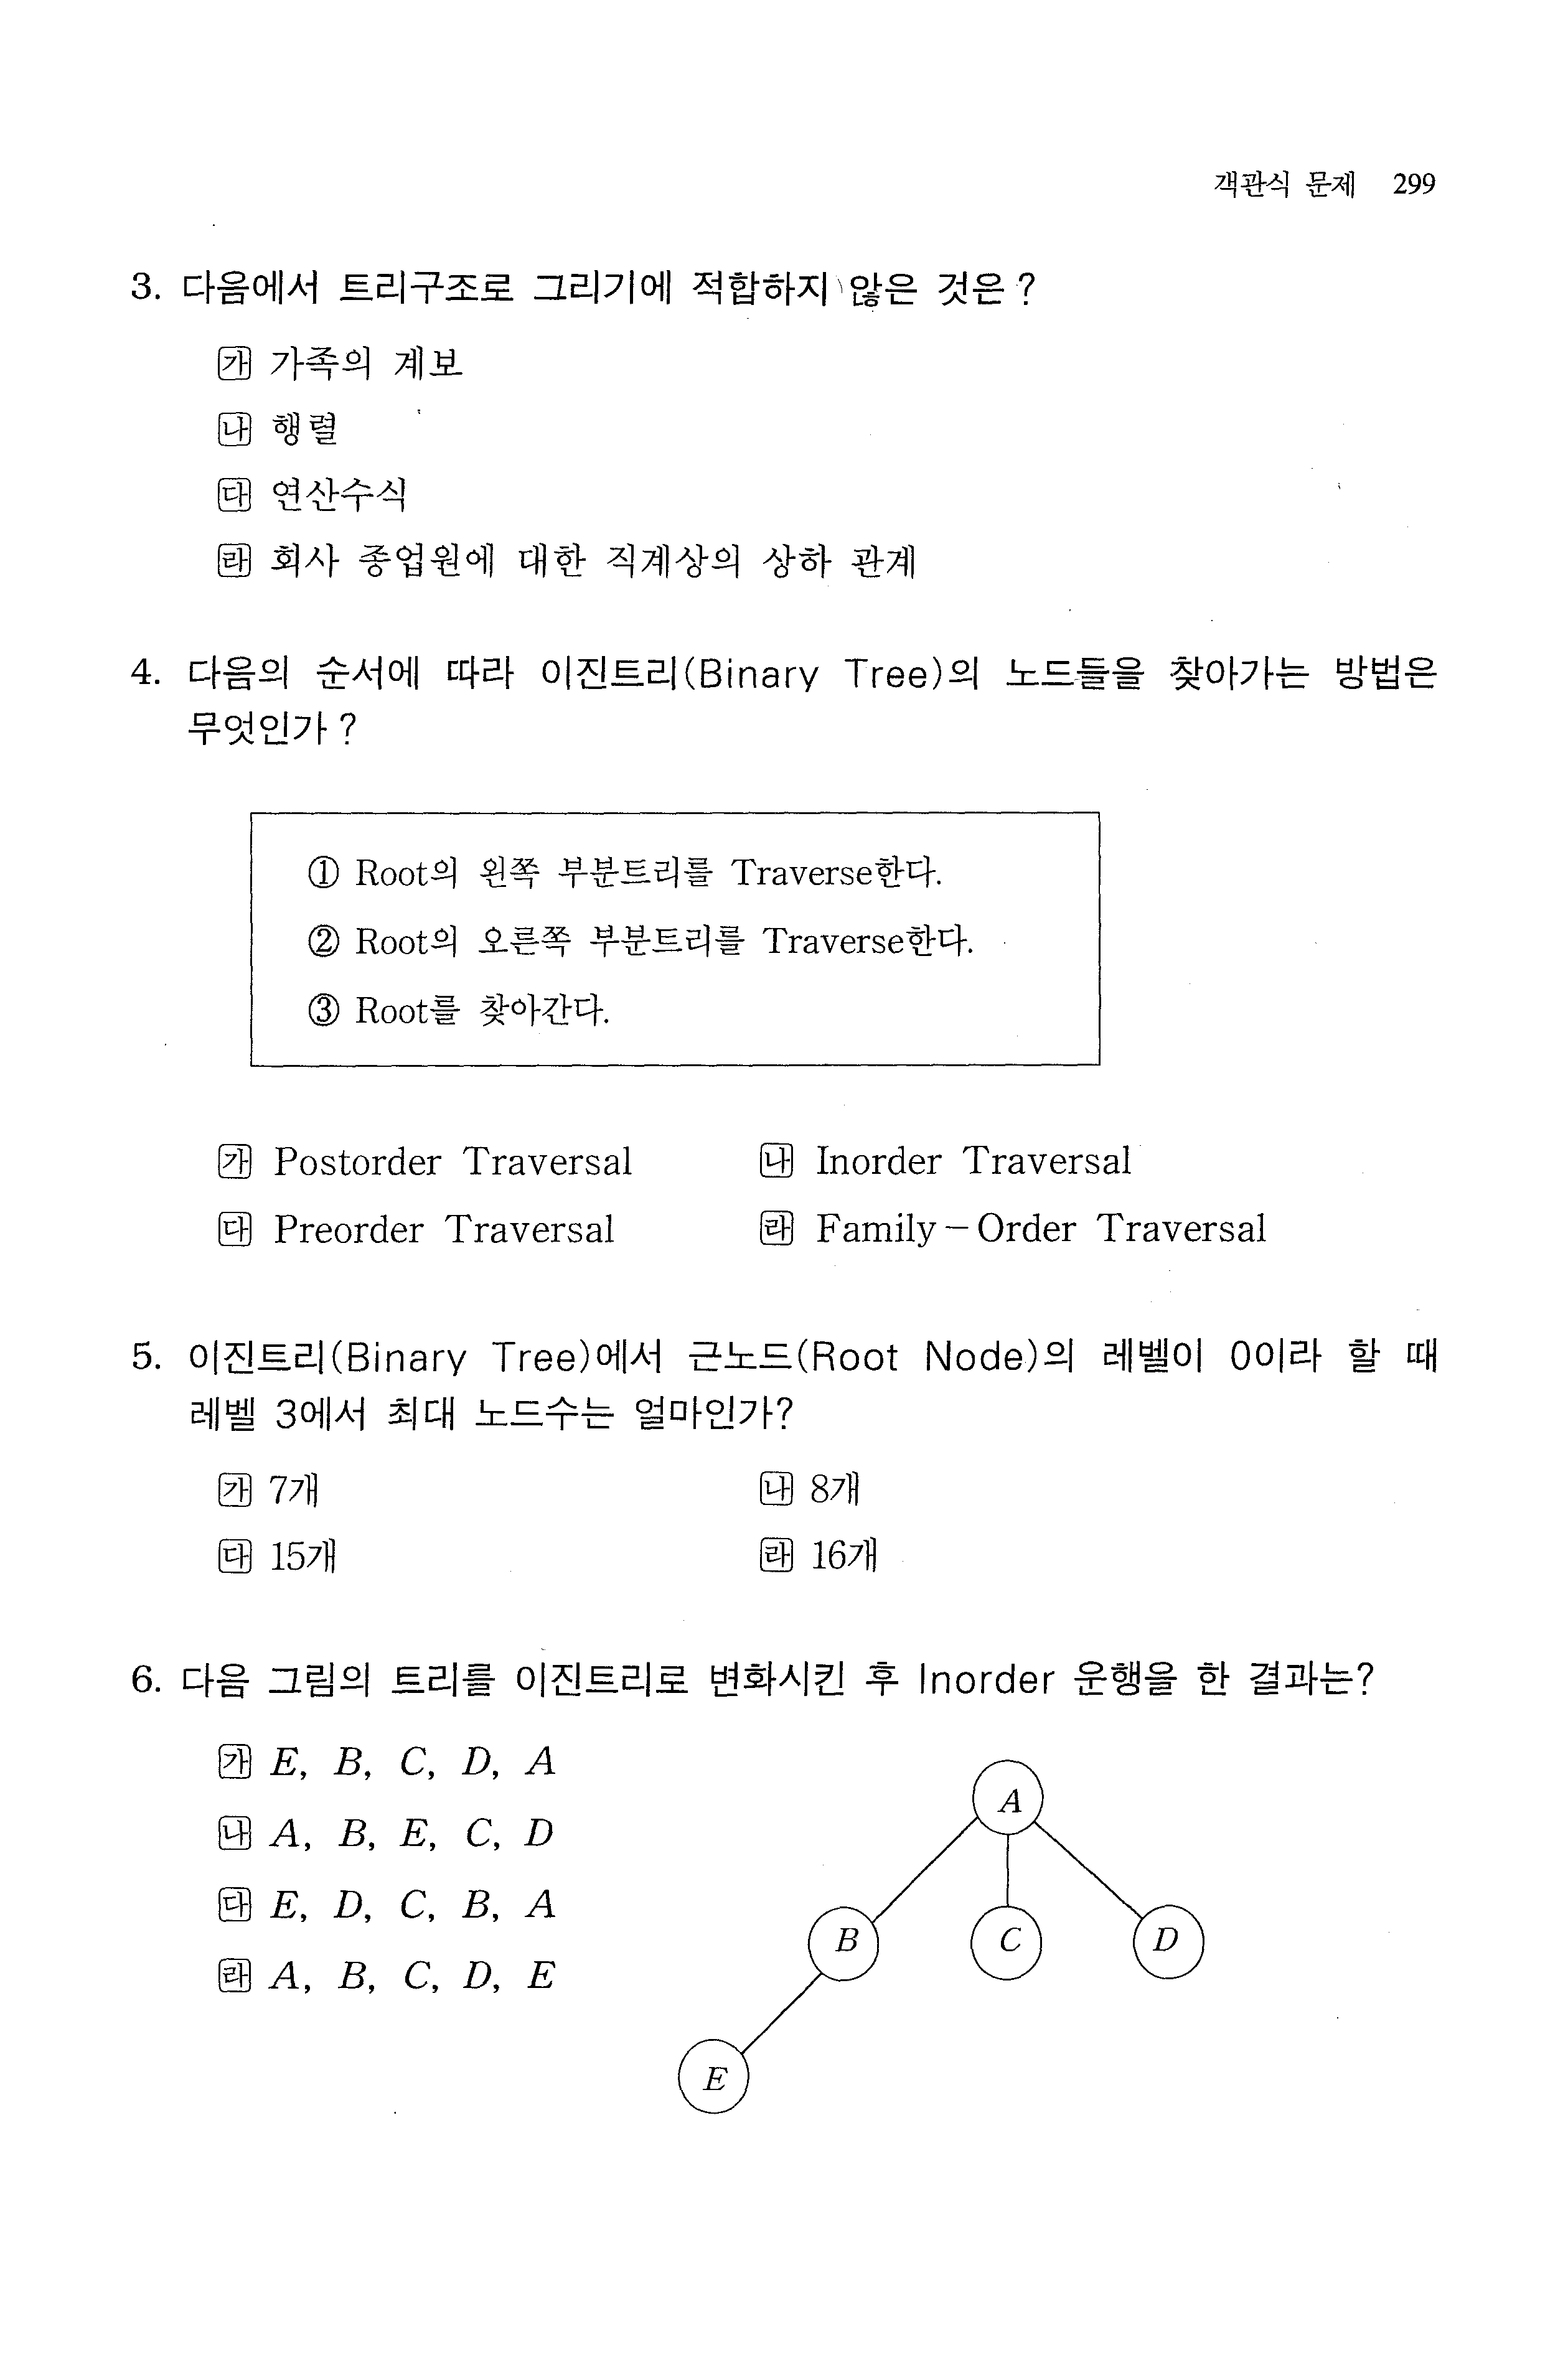 객관식 문제 299
3. 다음에서 트리구조로 그리기에 적합하지 않은 것은?
㉮ 가족의 계보
㉯ 행렬
㉰ 연산수식
㉱ 회사 종업원에 대한 직계상의 상하 관계
4. 다음의 순서에 따라 이진트리(Binary Tree)의 노드들을 찾아가는 방법은
무엇인가?
① Root의 왼쪽 부분트리를 Traverse한다.
② Root의 오른쪽 부분트리를 Traverse한다.
③ Root를 찾아간다.
㉮ Postorder Traversal ㉯ Inorder Traversal
㉰ Preorder Traversal ㉱ Family-Order Traversal
5. 이진트리(Binary Tree)에서 근노드(Root Node)의 레벨이 0이라 할 때
레벨 3에서 최대 노드수는 얼마인가?
㉮ 7개 ㉯ 8개
㉰ 15개 ㉱ 16개
6. 다음 그림의 트리를 이진트리로 변화시킨 후 Inorder 운행을 한 결과는?
㉮ E, B, C, D, A
㉯ A, B, E, C, D
㉰ E, D, C, B, A
㉱ A, B, C, D, E
A
B C D
E